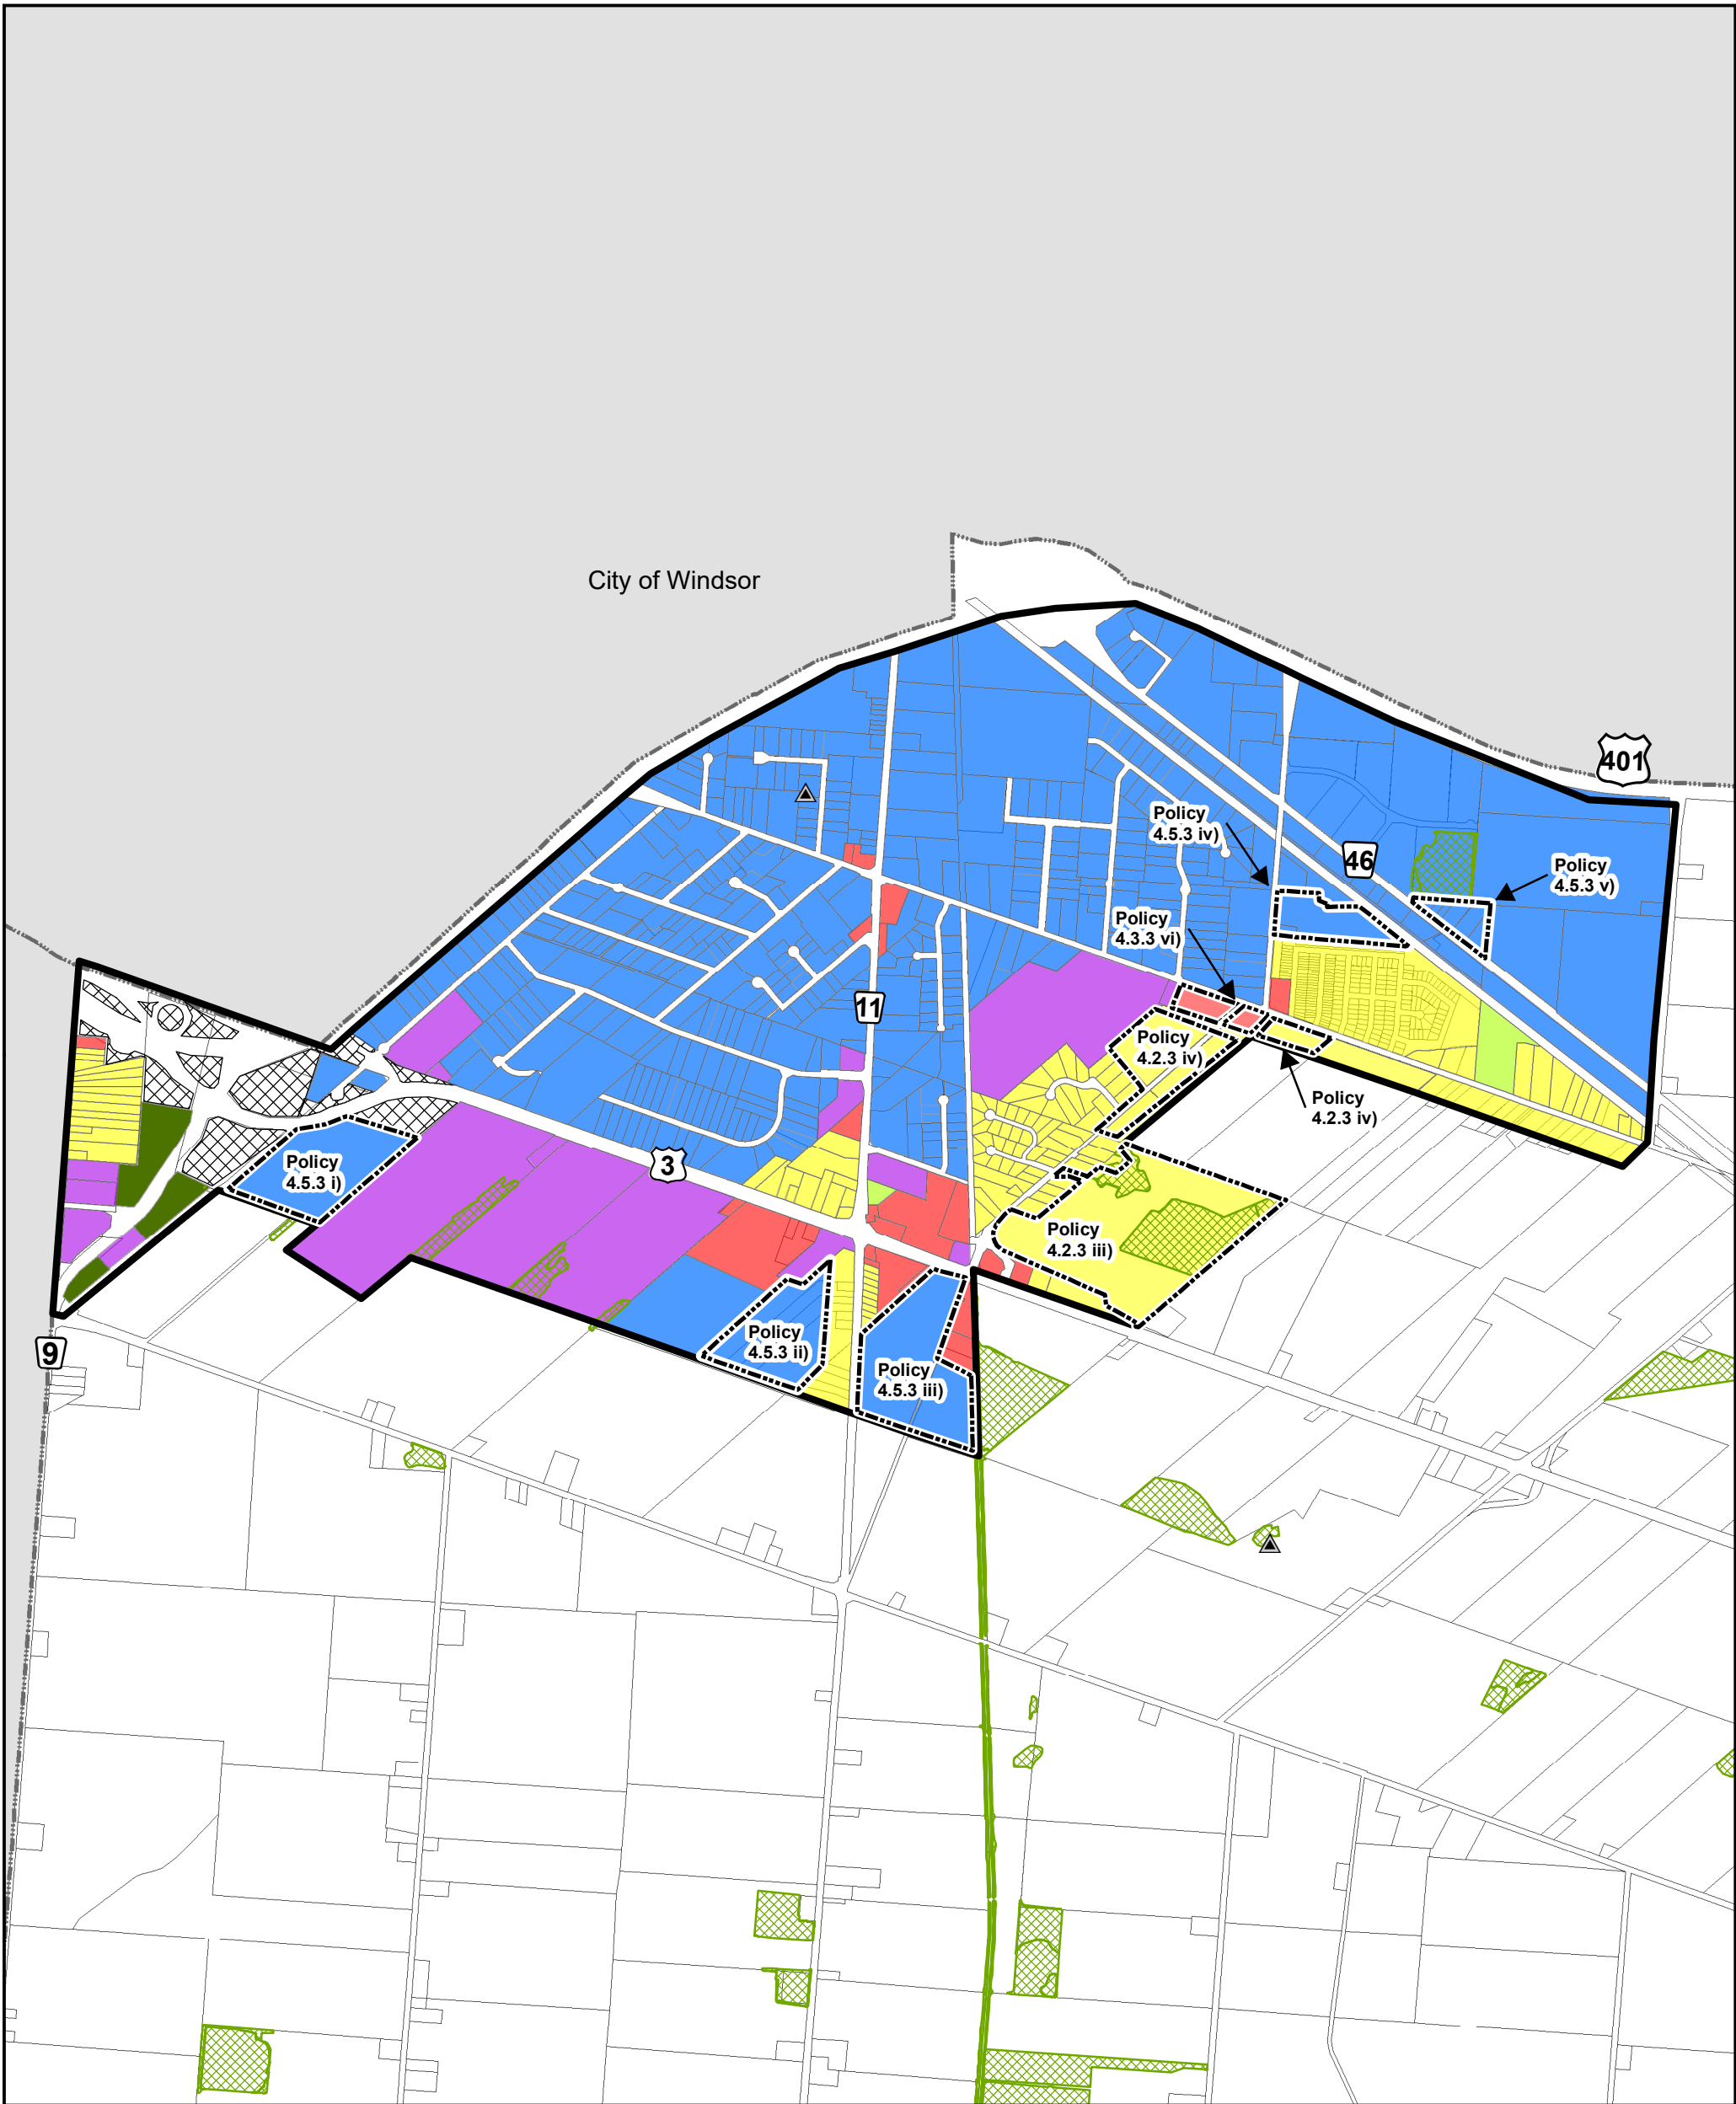 City of Windsor
401
Policy
4.5.3 iv)
46
Policy
4.5.3 v)
Policy
4.3.3 vi)
11
Policy
4.2.3 iv)
Policy
4.2.3 iv)
Policy
4.5.3 i)
3
Policy
4.2.3 iii)
Policy
4.5.3 ii)
9
Policy
4.5.3 iii)